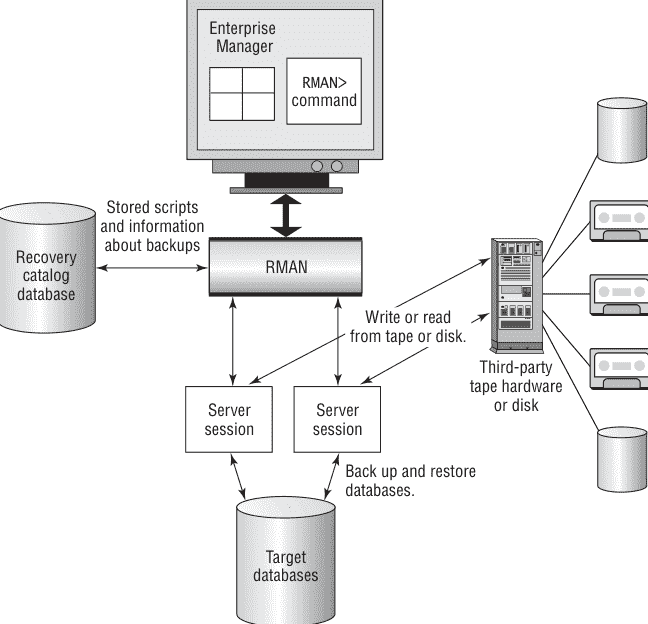 Enterprise
Manager
RMAN>
command
Stored scripts
and information
about backups
Recovery
catalog
database
RMAN
Write or read
from tape or disk.
Third-party
tape hardware
or disk
Server
session
Server
session
Back up and restore
databases.
Target
databases